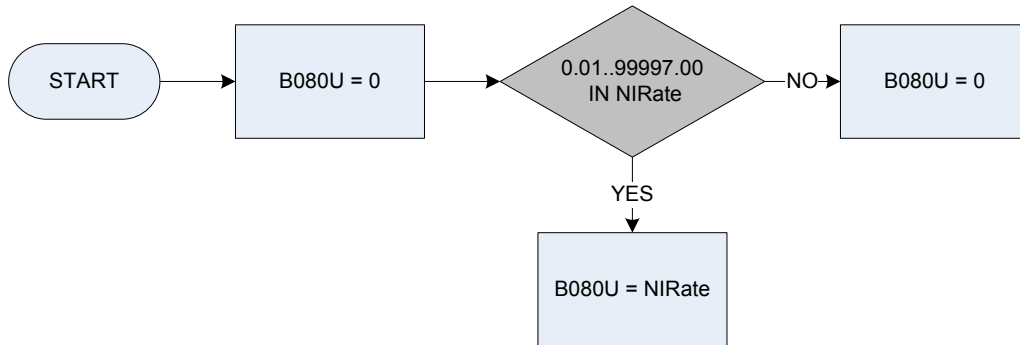 START
B080U = 0
0.01..99997.00
IN NIRate
NO
B080U = 0
YES
B080U = NIRate